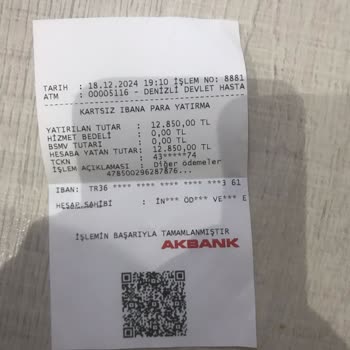 TARİH : 18.12.2024 19:10 İŞLEM NO: 8881
ATM : 00005116 - DENİZLİ DEVLET HASTA
KARTSIZ IBANA PARA YATIRMA
YATIRILAN TUTAR : 12.850,00 TL
HİZMET BEDELİ : 0,00 TL
BSMV TUTARI : 0,00 TL
HESABA YATAN TUTAR: 12.850,00 TL
TCKN : 43*****74
İŞLEM AÇIKLAMASI : Diğer ödemeler
478500296287876...
IBAN: TR36 **** **** **** **** ***3 61
HESAP SAHİBİ : İN*** ÖD*** VE*** E
İŞLEMİN BAŞARIYLA TAMAMLANMIŞTIR
AKBANK